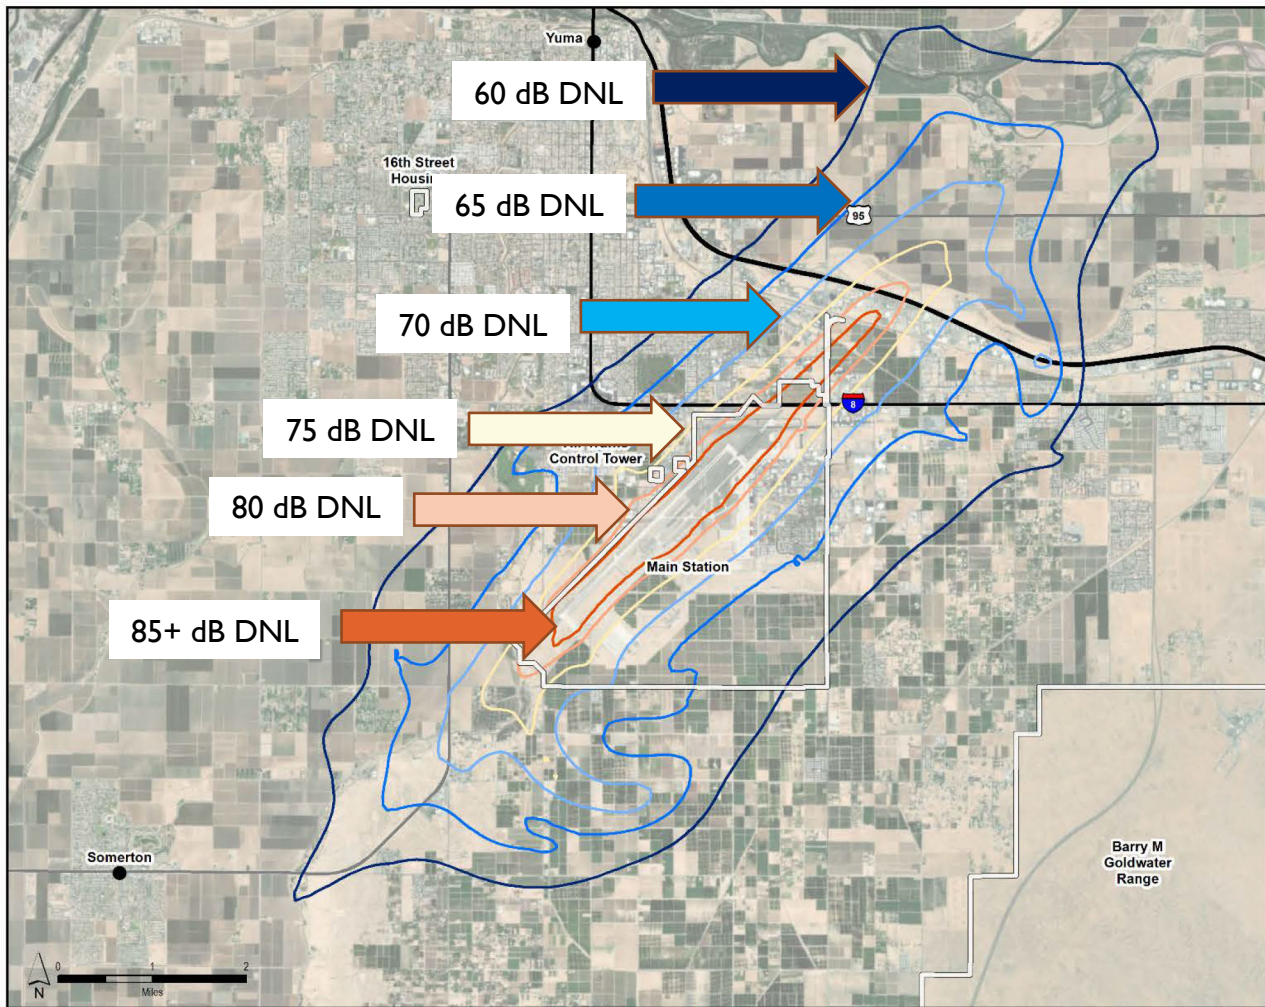 Yuma
60 dB DNL
16th Street
65 dB DNL
95
70 dB DNL
75 dB DNL
8
Control Tower
80 dB DNL
Main Station
85+ dB DNL
Somerton
Barry M
Goldwater
Range
0 1 2
Miles
N